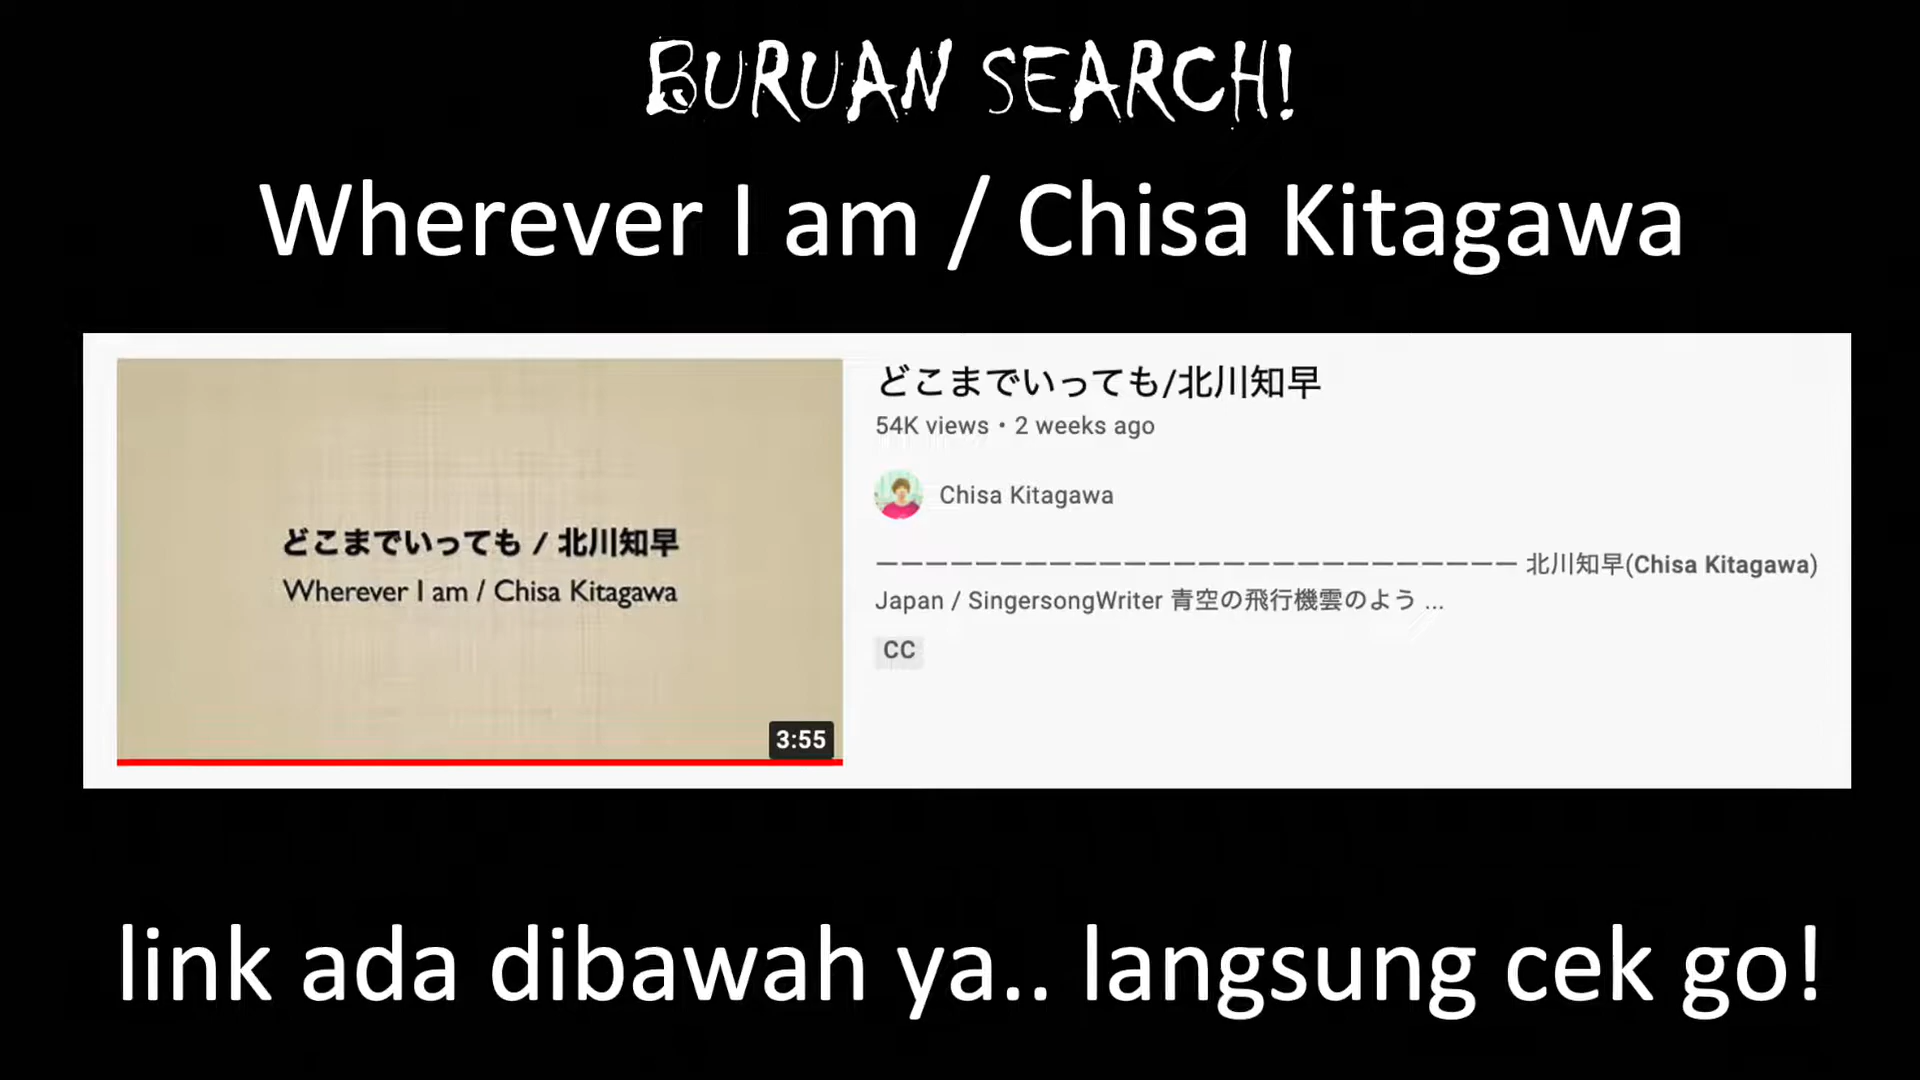 BURUAN SEARCH!
Wherever I am / Chisa Kitagawa
どこまでいっても / 北川知早
Wherever I am / Chisa Kitagawa
3:55
どこまでいっても/北川知早
54K views • 2 weeks ago
Chisa Kitagawa
—————————————————————————— 北川知早(Chisa Kitagawa)
Japan / SingersongWriter 青空の飛行機雲のよう ...
CC
link ada dibawah ya.. langsung cek go!